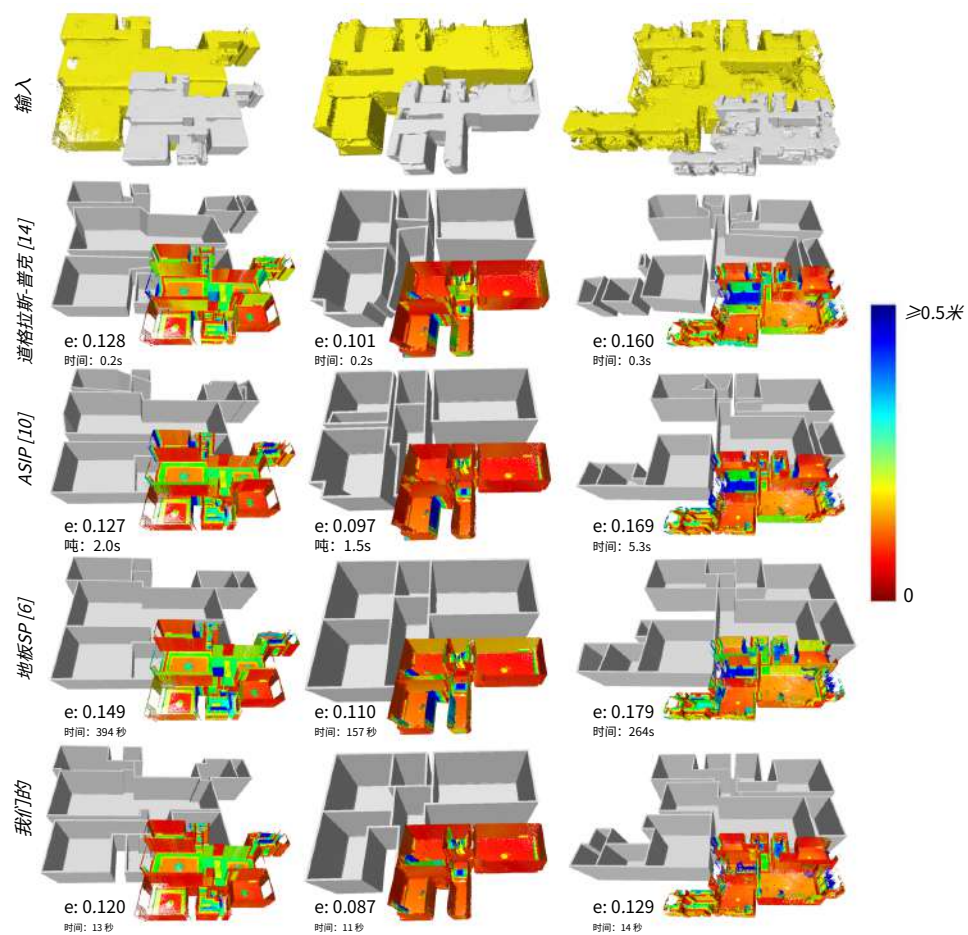 输入
道格拉斯-普克 [14]
e: 0.128
时间：0.2s
e: 0.101
时间：0.2s
e: 0.160
时间：0.3s
≥0.5米
ASIP [10]
e: 0.127
吨：2.0s
e: 0.097
吨：1.5s
e: 0.169
时间：5.3s
0
地板SP [6]
e: 0.149
时间：394 秒
e: 0.110
时间：157 秒
e: 0.179
时间：264s
我们的
e: 0.120
时间：13 秒
e: 0.087
时间：11 秒
e: 0.129
时间：14 秒